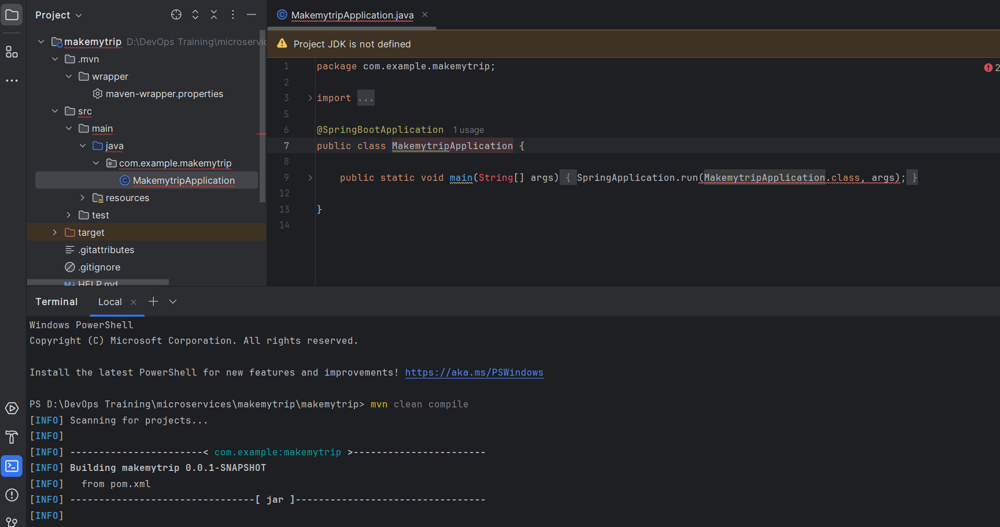 Project
makemytrip D:\DevOps Training\microservic
.mvn
wrapper
maven-wrapper.properties
src
main
java
com.example.makemytrip
MakemytripApplication
resources
test
target
.gitattributes
.gitignore
M↓ HELP.md
MakemytripApplication.java
Project JDK is not defined
2
1 package com.example.makemytrip;
2
3 import ...
5
6 @SpringBootApplication 1 usage
7 public class MakemytripApplication {
8
9 public static void main(String[] args) { SpringApplication.run(MakemytripApplication.class, args); }
12
13 }
14
Terminal Local
Windows PowerShell
Copyright (C) Microsoft Corporation. All rights reserved.
Install the latest PowerShell for new features and improvements! https://aka.ms/PSWindows
PS D:\DevOps Training\microservices\makemytrip\makemytrip> mvn clean compile
[INFO] Scanning for projects...
[INFO]
[INFO] -----------------------< com.example:makemytrip >-----------------------
[INFO] Building makemytrip 0.0.1-SNAPSHOT
[INFO]   from pom.xml
[INFO] --------------------------------[ jar ]---------------------------------
[INFO]